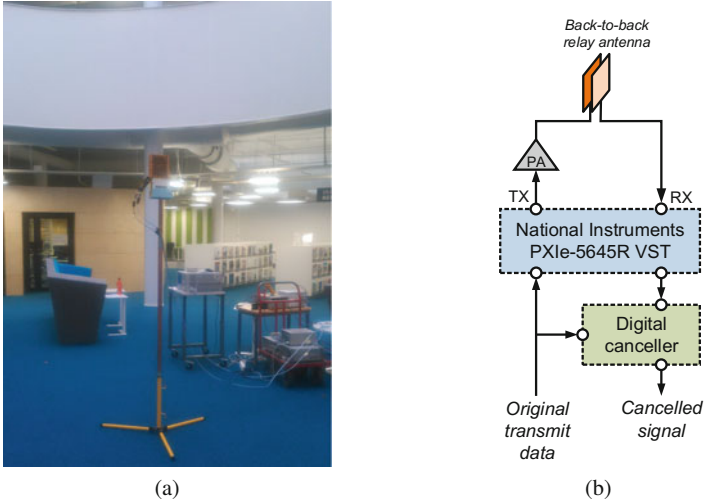 Back-to-back
relay antenna
PA
TX
RX
National Instruments
PXIe-5645R VST
Digital
canceller
Original
transmit
data
Cancelled
signal
(a)
(b)